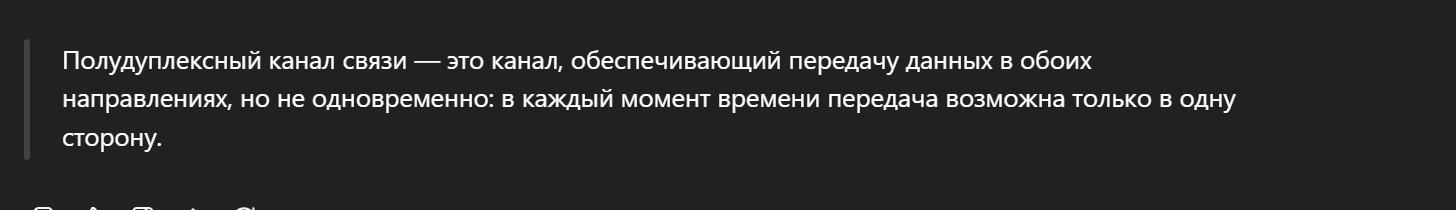 Полудуплексный канал связи — это канал, обеспечивающий передачу данных в обоих
направлениях, но не одновременно: в каждый момент времени передача возможна только в одну
сторону.